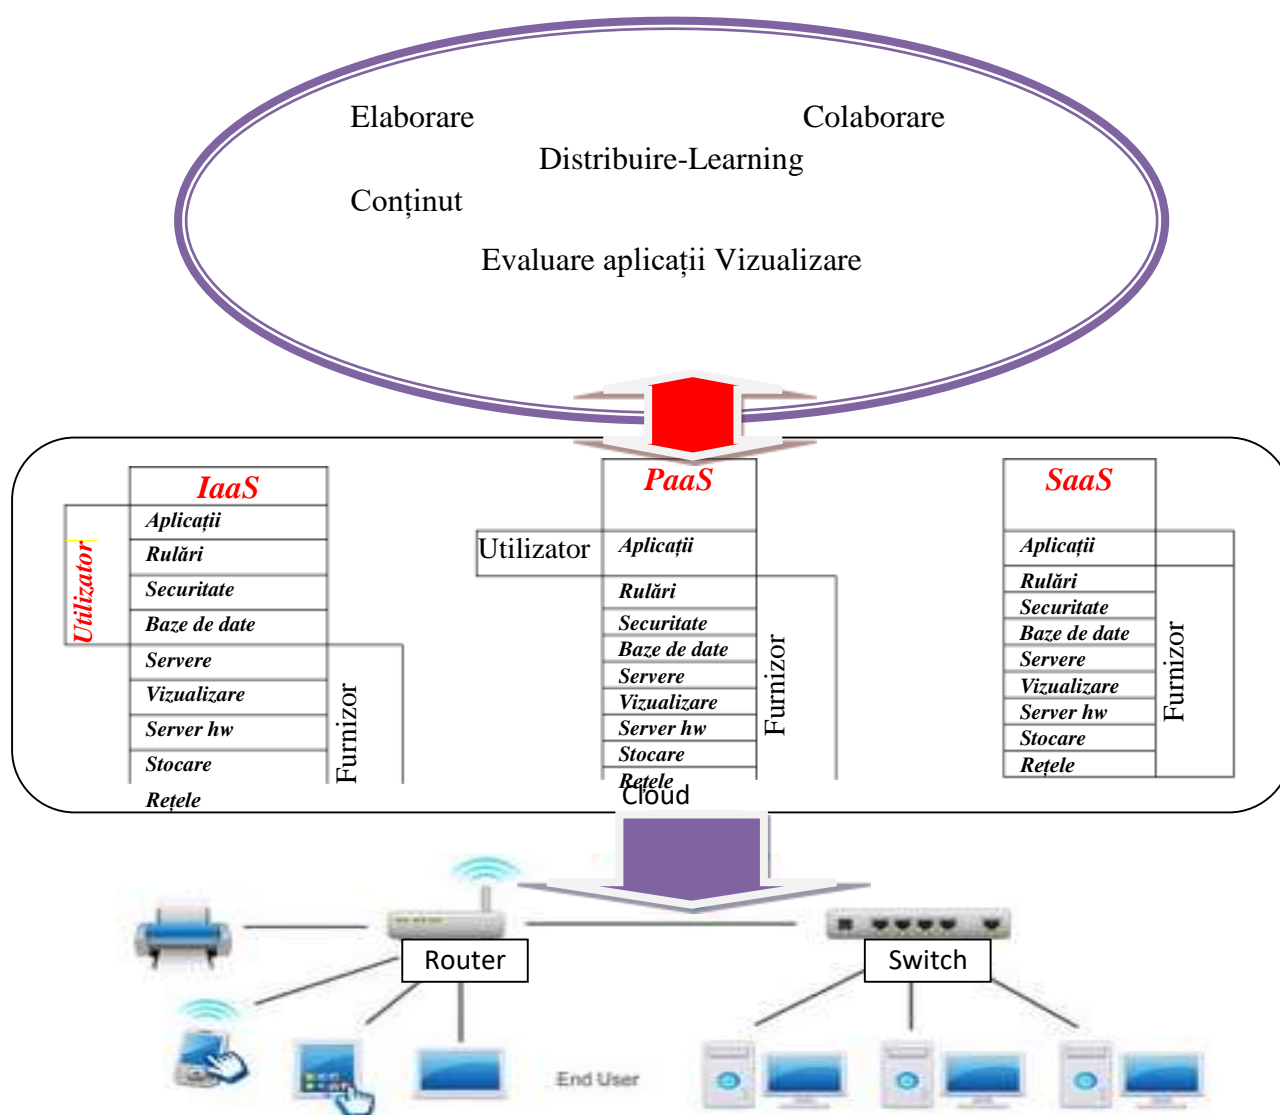 Elaborare
Colaborare
Distribuire-Learning
Conținut
Evaluare aplicații Vizualizare
IaaS
Utilizator
Aplicații
Rulări
Securitate
Baze de date
Servere
Vizualizare
Server hw
Stocare
Rețele
Furnizor
PaaS
Utilizator
Aplicații
Rulări
Securitate
Baze de date
Servere
Vizualizare
Server hw
Stocare
Rețele
Furnizor
SaaS
Aplicații
Rulări
Securitate
Baze de date
Servere
Vizualizare
Server hw
Stocare
Rețele
Furnizor
Cloud
Router
Switch
End User